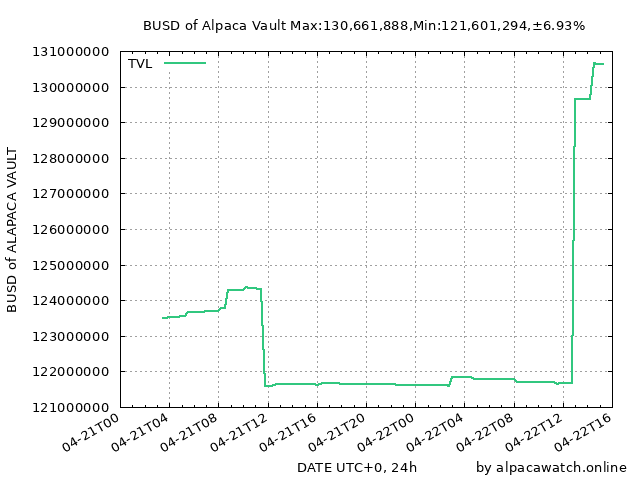 BUSD of Alpaca Vault Max:130,661,888,Min:121,601,294,±6.93%
131000000
TVL
130000000
129000000
128000000
127000000
126000000
125000000
124000000
123000000
122000000
121000000
BUSD of ALAPACA VAULT
04-21T00
04-21T04
04-21T08
04-21T12
04-21T16
04-21T20
04-22T00
04-22T04
04-22T08
04-22T12
04-22T16
DATE UTC+0, 24h
by alpacawatch.online